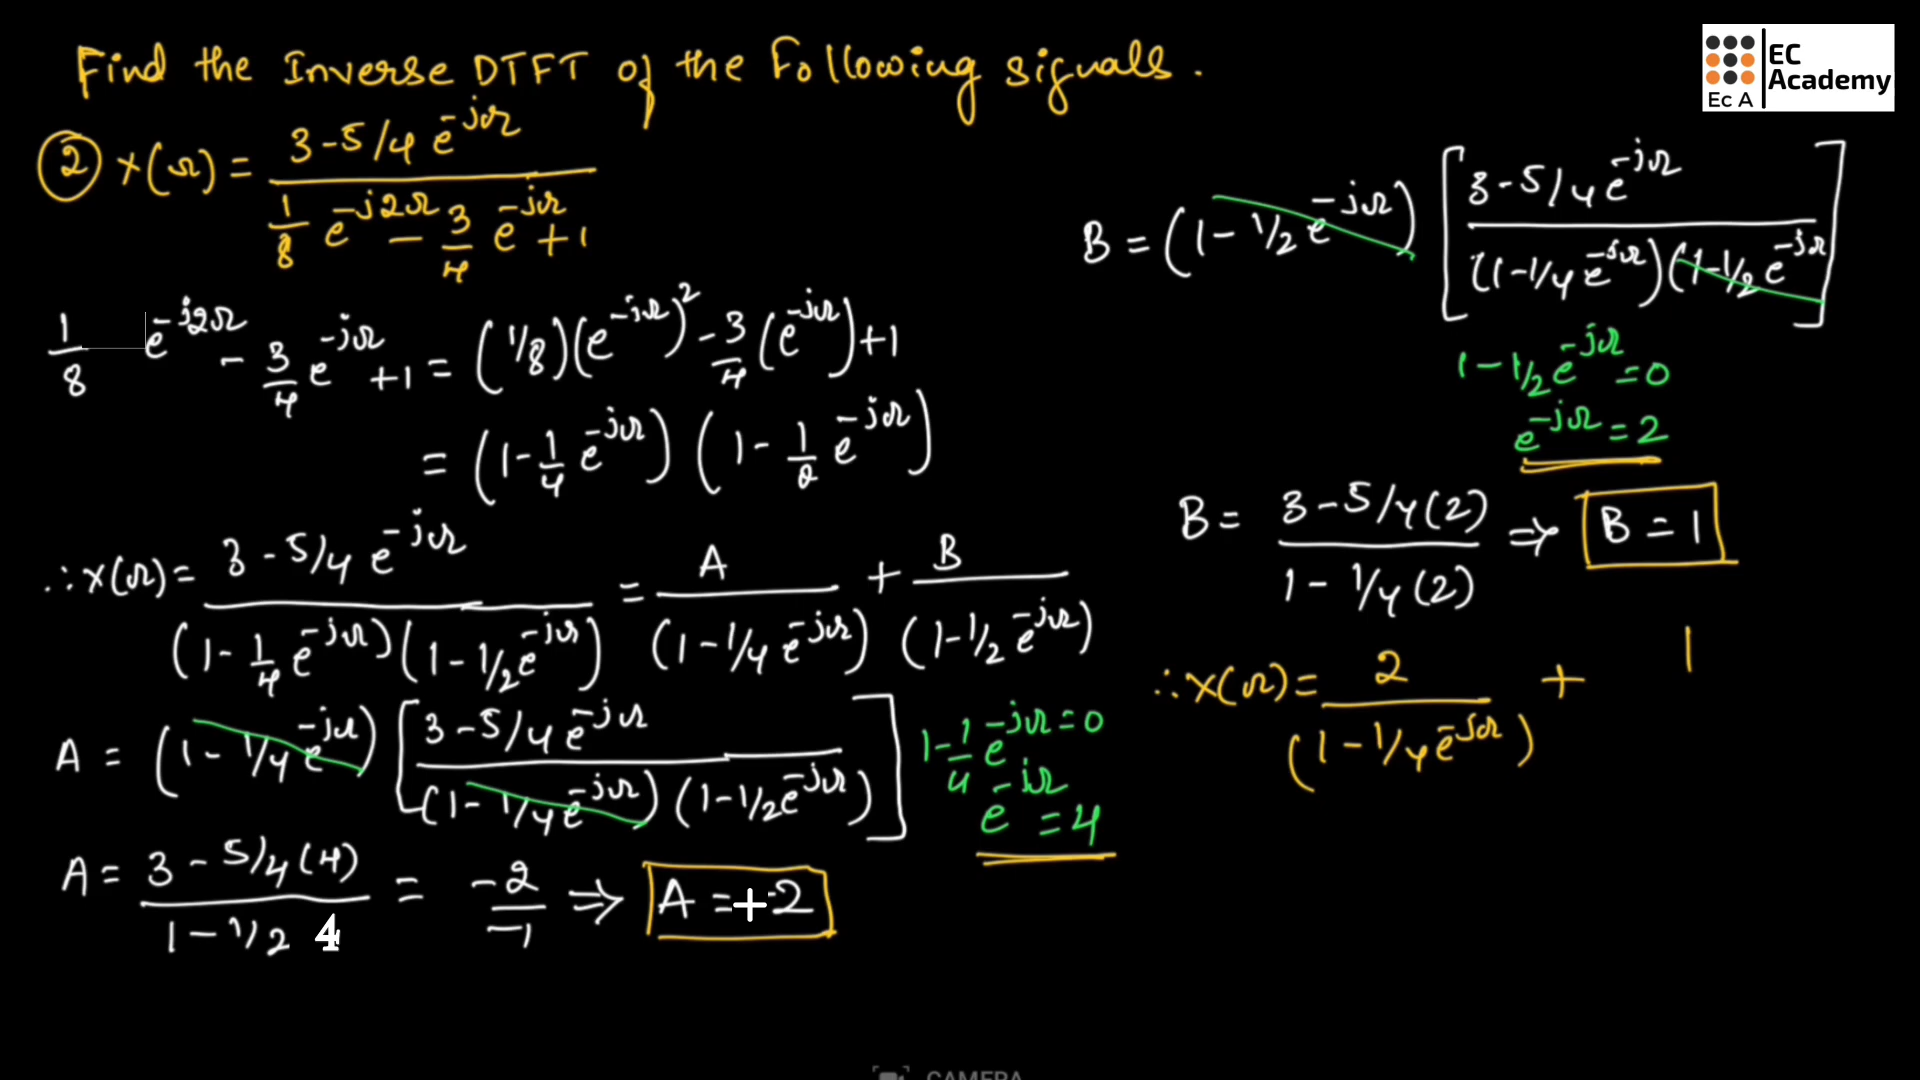 Find the Inverse DTFT of the Following signals.
EC
Academy
Ec A
② X(Ω) = (3 - 5/4 e^{-jΩ}) / (1/8 e^{-j2Ω} - 3/4 e^{-jΩ} + 1)
1/8 e^{-j2Ω} - 3/4 e^{-jΩ} + 1 = (1/8)(e^{-jΩ})^2 - 3/4 (e^{-jΩ}) + 1
= (1 - 1/4 e^{-jΩ}) (1 - 1/2 e^{-jΩ})
∴ X(Ω) = (3 - 5/4 e^{-jΩ}) / ((1 - 1/4 e^{-jΩ})(1 - 1/2 e^{-jΩ})) = A / (1 - 1/4 e^{-jΩ}) + B / (1 - 1/2 e^{-jΩ})
A = (1 - 1/4 e^{-jΩ}) [(3 - 5/4 e^{-jΩ}) / ((1 - 1/4 e^{-jΩ})(1 - 1/2 e^{-jΩ}))]
1 - 1/4 e^{-jΩ} = 0
e^{-jΩ} = 4
A = (3 - 5/4 (4)) / (1 - 1/2 4) = -2/-1 ⇒ A = +2
B = (1 - 1/2 e^{-jΩ}) [(3 - 5/4 e^{-jΩ}) / ((1 - 1/4 e^{-jΩ})(1 - 1/2 e^{-jΩ}))]
1 - 1/2 e^{-jΩ} = 0
e^{-jΩ} = 2
B = (3 - 5/4 (2)) / (1 - 1/4 (2)) ⇒ B = 1
∴ X(Ω) = 2 / (1 - 1/4 e^{-jΩ}) + 1
CAMERA